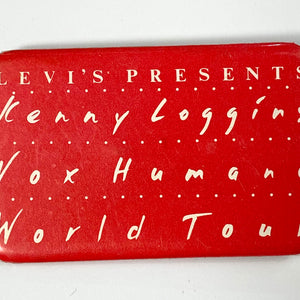 LEVI'S PRESENTS
Kenny Loggins
Vox Humana
World Tour